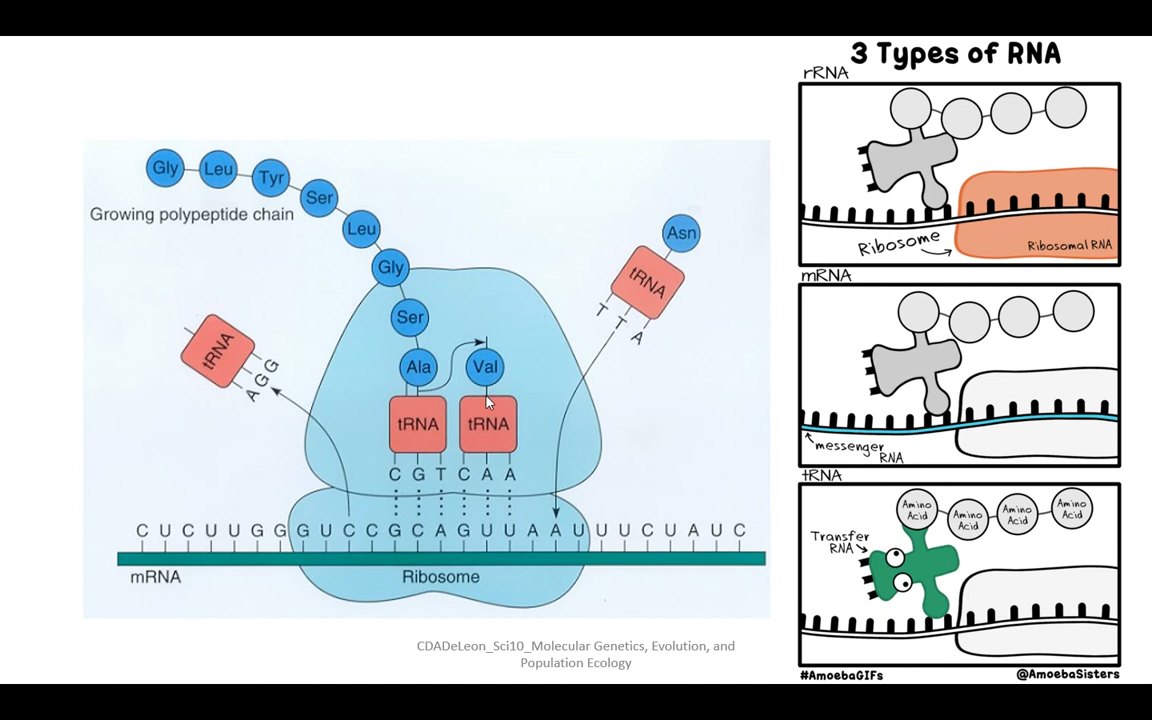 3 Types of RNA
rRNA
Ribosome
Ribosomal RNA
mRNA
messenger
RNA
tRNA
Amino
Acid
Amino
Acid
Amino
Acid
Amino
Acid
Transfer
RNA
#AmoebaGIFs
@AmoebaSisters
Gly
Leu
Tyr
Ser
Leu
Gly
Ser
Ala
Val
Asn
Growing polypeptide chain
tRNA
T T A
tRNA
A G G
tRNA
tRNA
C G T C A A
C U C U U G G G U C C G C A G U U A A U U U C U A U C
mRNA
Ribosome
CDADeLeon_Sci10_Molecular Genetics, Evolution, and
Population Ecology